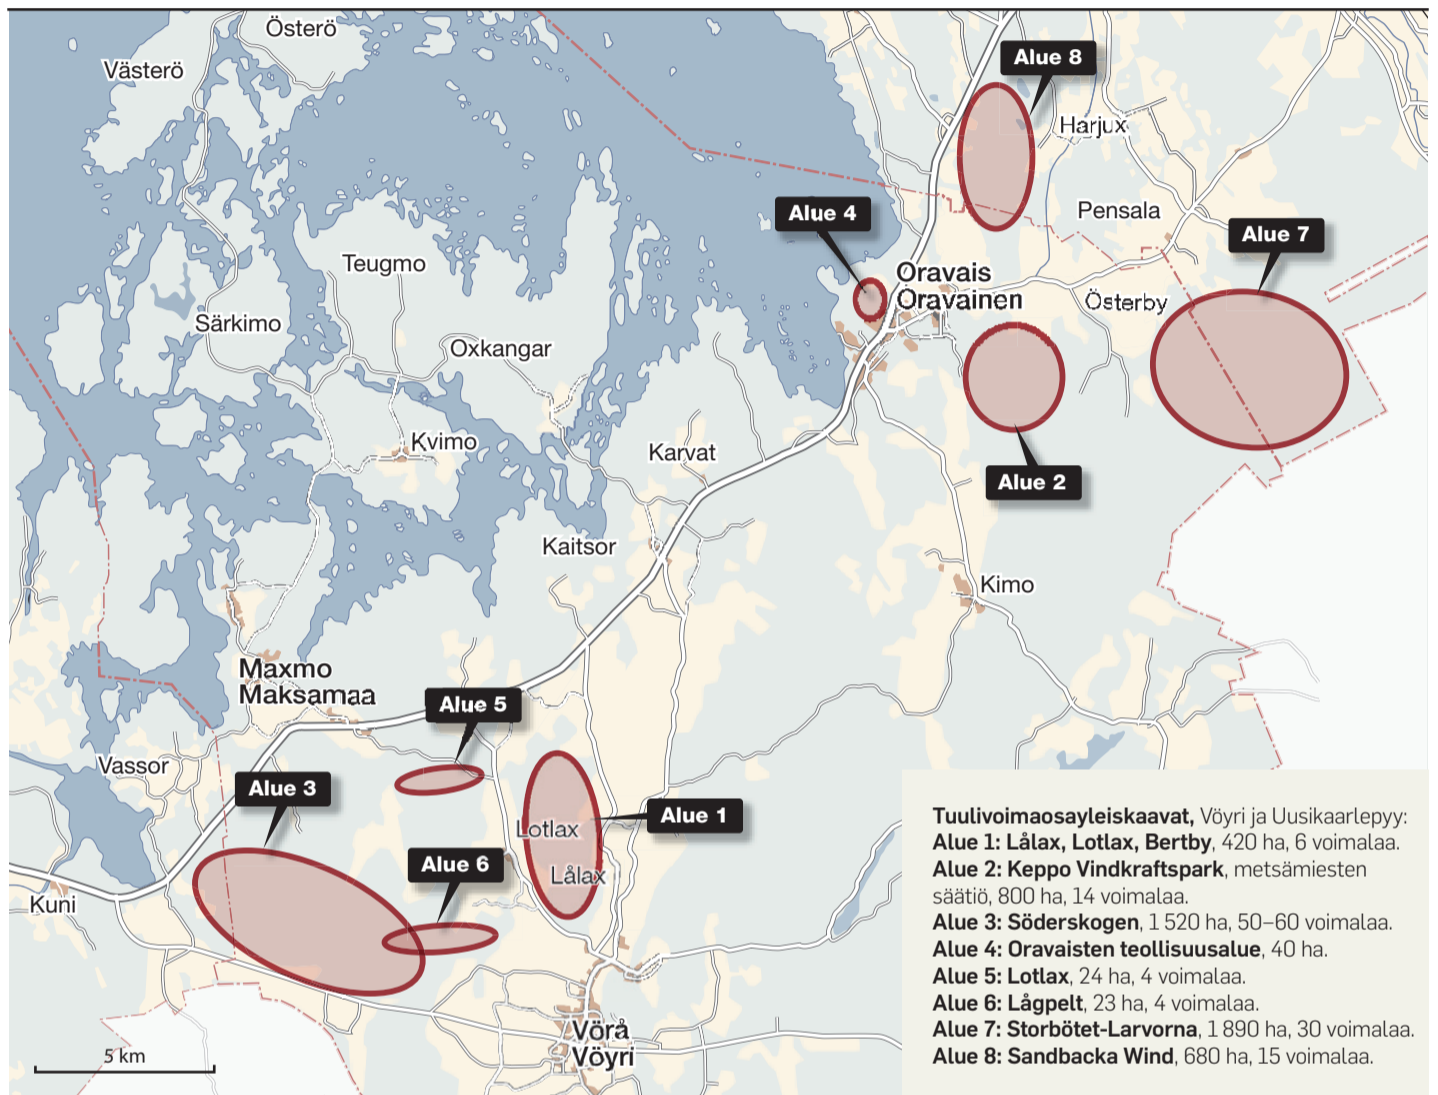 Österö
Västerö
Alue 8
Harjux
Alue 4
Pensala
Alue 7
Teugmo
Oravais
Oravainen
Österby
Särkimo
Oxkangar
Kvimo
Karvat
Alue 2
Kaitsor
Kimo
Maxmo
Maksamaa
Alue 5
Vassor
Alue 3
Alue 1
Lotlax
Alue 6
Lålax
Kuni
Vörå
Vöyri
5 km
Tuulivoimaosayleiskaavat, Vöyri ja Uusikaarlepyy:
Alue 1: Lålax, Lotlax, Bertby, 420 ha, 6 voimalaa.
Alue 2: Keppo Vindkraftspark, metsämiesten
säätiö, 800 ha, 14 voimalaa.
Alue 3: Söderskogen, 1 520 ha, 50–60 voimalaa.
Alue 4: Oravaisten teollisuusalue, 40 ha.
Alue 5: Lotlax, 24 ha, 4 voimalaa.
Alue 6: Lågpelt, 23 ha, 4 voimalaa.
Alue 7: Storbötet-Larvorna, 1 890 ha, 30 voimalaa.
Alue 8: Sandbacka Wind, 680 ha, 15 voimalaa.